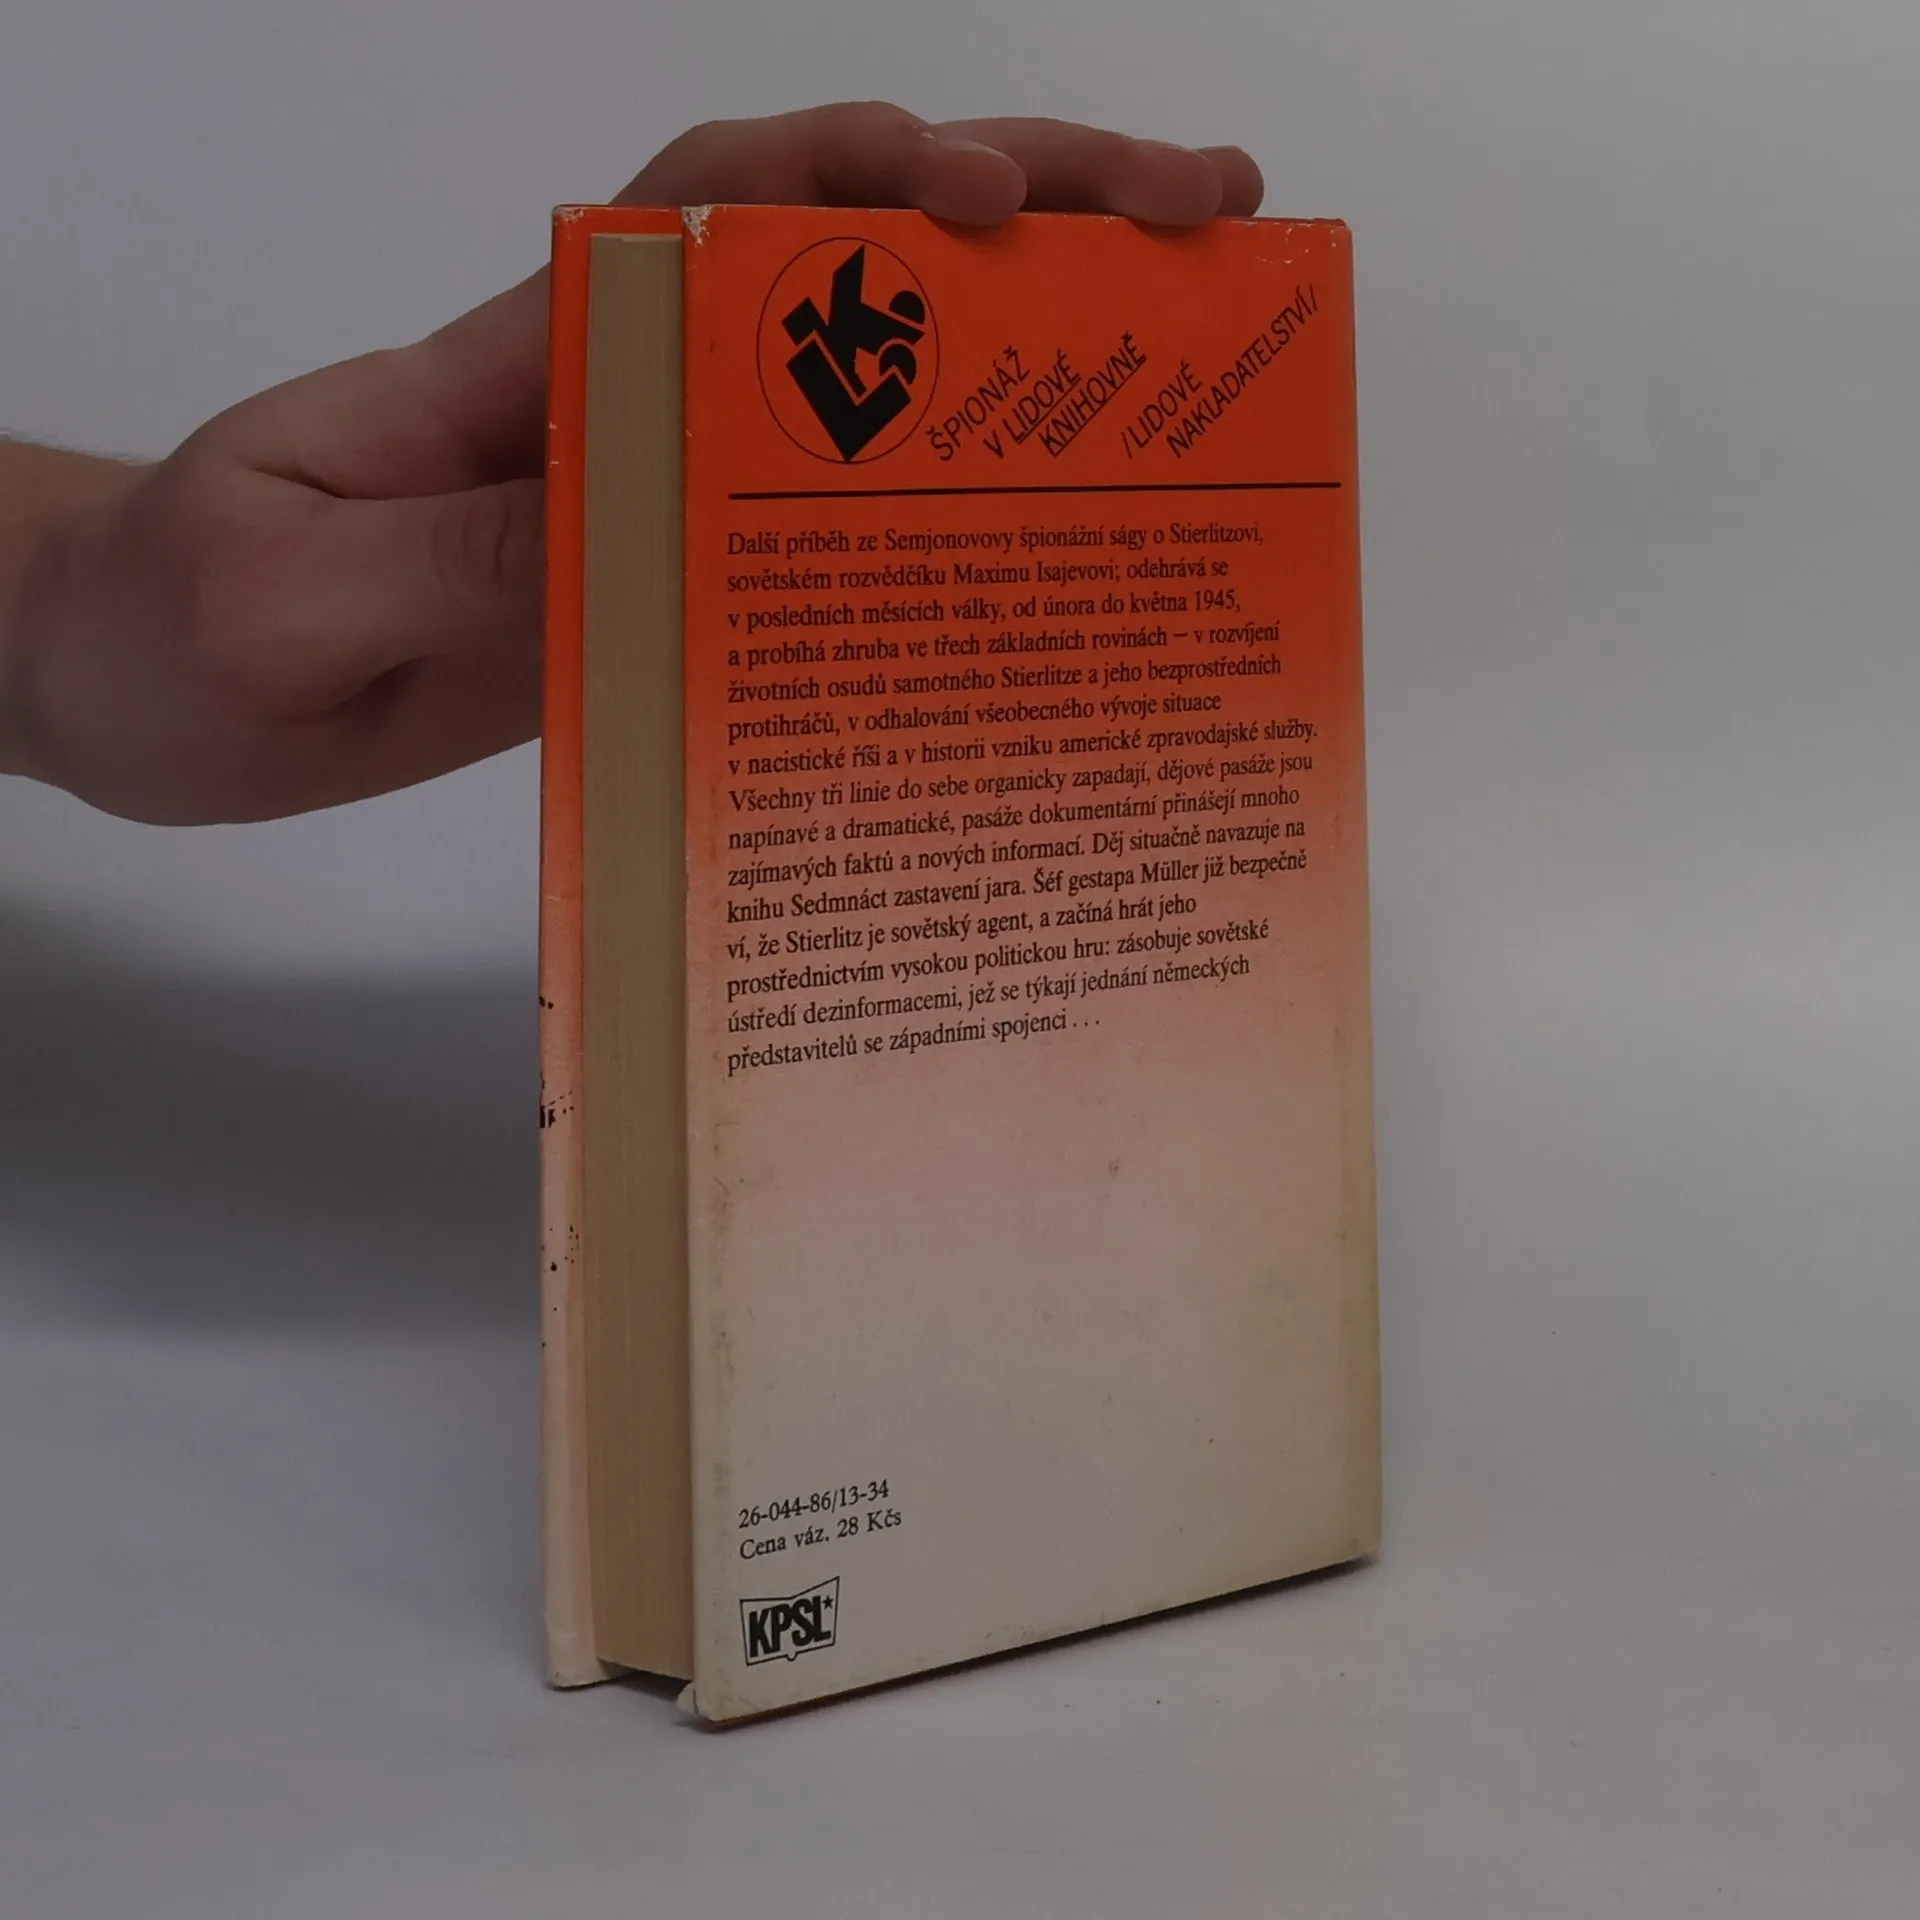 ŠPIONÁŽ
V LIDOVÉ
KNIHOVNĚ
/LIDOVÉ
NAKLADATELSTVÍ/
Další příběh ze Semjonovovy špionážní ságy o Stierlitzovi,
sovětském rozvědčíku Maximu Isajevovi; odehrává se
v posledních měsících války, od února do května 1945,
a probíhá zhruba ve třech základních rovinách – v rozvíjení
životních osudů samotného Stierlitze a jeho bezprostředních
protihráčů, v odhalování všeobecného vývoje situace
v nacistické říši a v historii vzniku americké zpravodajské služby.
Všechny tři linie do sebe organicky zapadají, dějové pasáže jsou
napínavé a dramatické, pasáže dokumentární přinášejí mnoho
zajímavých faktů a nových informací. Děj situačně navazuje na
knihu Sedmnáct zastavení jara. Šéf gestapa Müller již bezpečně
ví, že Stierlitz je sovětský agent, a začíná hrát jeho
prostřednictvím vysokou politickou hru: zásobuje sovětské
ústředí dezinformacemi, jež se týkají jednání německých
představitelů se západními spojenci . . .
26-044-86/13-34
Cena váz. 28 Kčs
KPSL